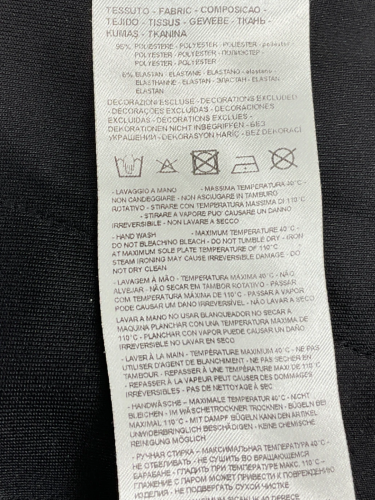 TESSUTO - FABRIC - COMPOSICAO -
TEJIDO - TISSUS - GEWEBE - ТКАНЬ -
KUMAŞ - TKANINA
POLIESTERE - POLYESTER - POLIÉSTER - poliéster
- POLYESTER - POLYESTER - ПОЛИЭСТЕР -
POLYESTER - POLYESTER
ELASTAN - ELASTANE - ELASTANO - elastano -
ELASTHANNE - ELASTAN - ЭЛАСТАН - ELASTAN -
ELASTAN
DECORAZIONI ESCLUSE - DECORATIONS EXCLUDED
- DECORAÇÕES EXCLUIDAS - DECORACIONES
EXCLUIDAS - DECORATIONS EXCLUES -
DEKORATIONEN NICHT INBEGRIFFEN - БЕЗ
УКРАШЕНИИ - DEKORASYON HARIÇ - BEZ DEKORACJI
- LAVAGGIO A MANO - MASSIMA TEMPERATURA 40°C -
NON CANDEGGIARE - NON ASCIUGARE IN TAMBURO
ROTATIVO - STIRARE CON TEMPERATURA MASSIMA DI 110°C
- STIRARE A VAPORE PUO' CAUSARE UN DANNO
IRREVERSIBILE - NON LAVARE A SECCO
- HAND WASH - MAXIMUM TEMPERATURE 40°C -
DO NOT BLEACHINO BLEACH - DO NOT TUMBLE DRY - IRON
AT MAXIMUM SOLE PLATE TEMPERATURE OF 110°C -
STEAM IRONING MAY CAUSE IRREVERSIBLE DAMAGE - DO
NOT DRY CLEAN
- LAVAGEM À MÃO - TEMPERATURA MÁXIMA 40°C - NÃO
ALVEJAR - NÃO SECAR EM TAMBOR ROTATIVO - PASSAR
COM TEMPERATURA MÁXIMA DE 110°C - PASSAR A VAPOR
PODE CAUSAR UM DANO IRREVERSÍVEL - NÃO LAVAR A SECO
LAVAR A MANO NO USAR BLANQUEADOR NO SECAR A
MAQUINA PLANCHAR CON UNA TEMPERATURA MAXIMA DE
110°C - PLANCHAR CON VAPOR PUEDE CAUSAR UN DAÑO
IRREVERSIBLE NO LAVAR EN SECO
- LAVER À LA MAIN - TEMPÉRATURE MAXIMUM 40°C - NE PAS
UTILISER D'AGENT DE BLANCHIMENT - NE PAS SÉCHER EN
TAMBOUR - REPASSER À UNE TEMPÉRATURE MAXI DE 110°C
- REPASSER À LA VAPEUR PEUT CAUSER DES DOMMAGES
IRRÉVERSIBLES - PAS DE NETTOYAGE À SEC
- HANDWÄSCHE - MAXIMALE TEMPERATUR 40°C - NICHT
BLEICHEN - IM WÄSCHETROCKNER TROCKNEN - BÜGELN BEI
MAXIMAL 110°C - MIT DAMPF BÜGELN KANN DEN ARTIKEL
UNWIDERBRINGLICH BESCHÄDIGEN - KEINE CHEMISCHE
REINIGUNG MÖGLICH
- РУЧНАЯ СТИРКА - МАКСИМАЛЬНАЯ ТЕМПЕРАТУРА 40°C -
НЕ ОТБЕЛИВАТЬ - НЕ СУШИТЬ ВО ВРАЩАЮЩЕМСЯ
БАРАБАНЕ - ГЛАДИТЬ ПРИ ТЕМПЕРАТУРЕ МАКС. 110°C -
ГЛАЖЕНИЕ С ПАРОМ МОЖЕТ ПРИВЕСТИ К НЕОБРАТИМОМУ
ИЗДЕЛИЯ - НЕ ПОДВЕРГАТЬ СУХОЙ ЧИСТКЕ